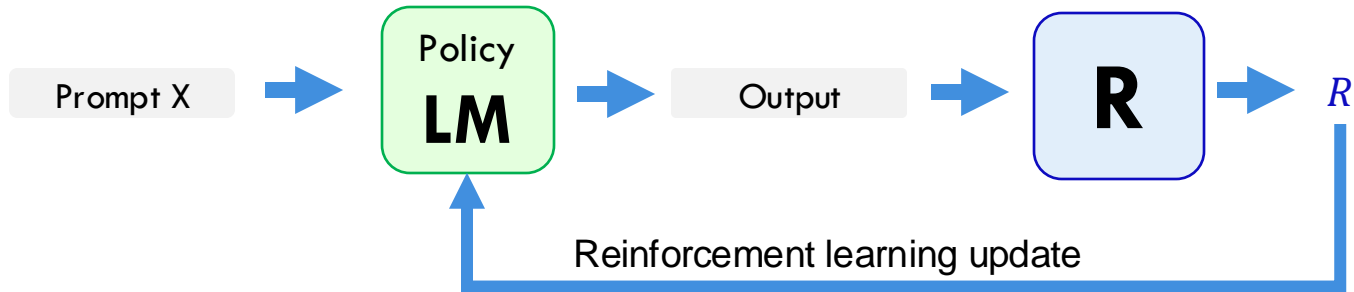 Prompt X
Policy
LM
Output
R
R
Reinforcement learning update